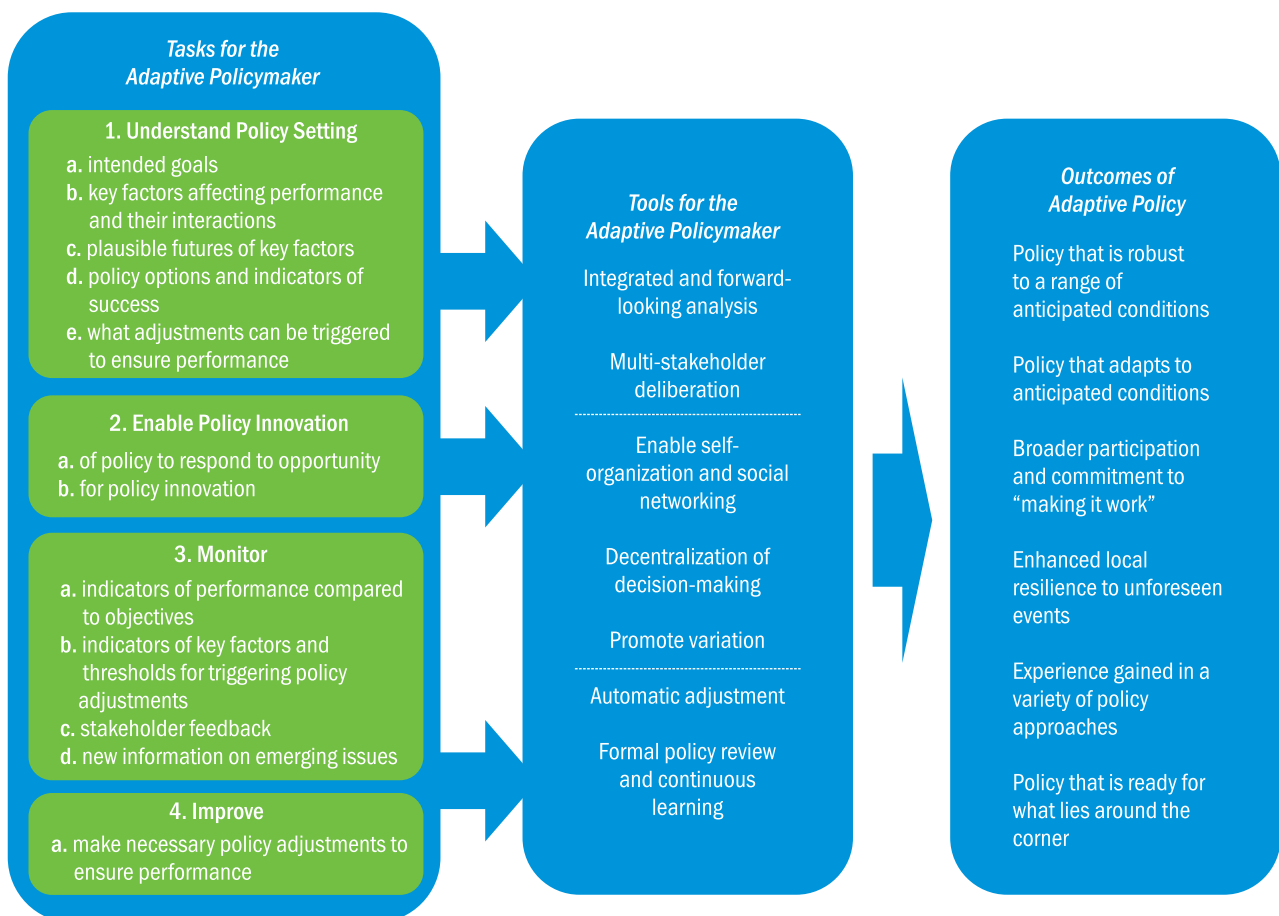 Tasks for the
Adaptive Policymaker
1. Understand Policy Setting
a. intended goals
b. key factors affecting performance
and their interactions
c. plausible futures of key factors
d. policy options and indicators of
success
e. what adjustments can be triggered
to ensure performance
2. Enable Policy Innovation
a. of policy to respond to opportunity
b. for policy innovation
3. Monitor
a. indicators of performance compared
to objectives
b. indicators of key factors and
thresholds for triggering policy
adjustments
c. stakeholder feedback
d. new information on emerging issues
4. Improve
a. make necessary policy adjustments to
ensure performance
Tools for the
Adaptive Policymaker
Integrated and forward-
looking analysis
Multi-stakeholder
deliberation
Enable self-
organization and social
networking
Decentralization of
decision-making
Promote variation
Automatic adjustment
Formal policy review
and continuous
learning
Outcomes of
Adaptive Policy
Policy that is robust
to a range of
anticipated conditions
Policy that adapts to
anticipated conditions
Broader participation
and commitment to
“making it work”
Enhanced local
resilience to unforeseen
events
Experience gained in a
variety of policy
approaches
Policy that is ready for
what lies around the
corner